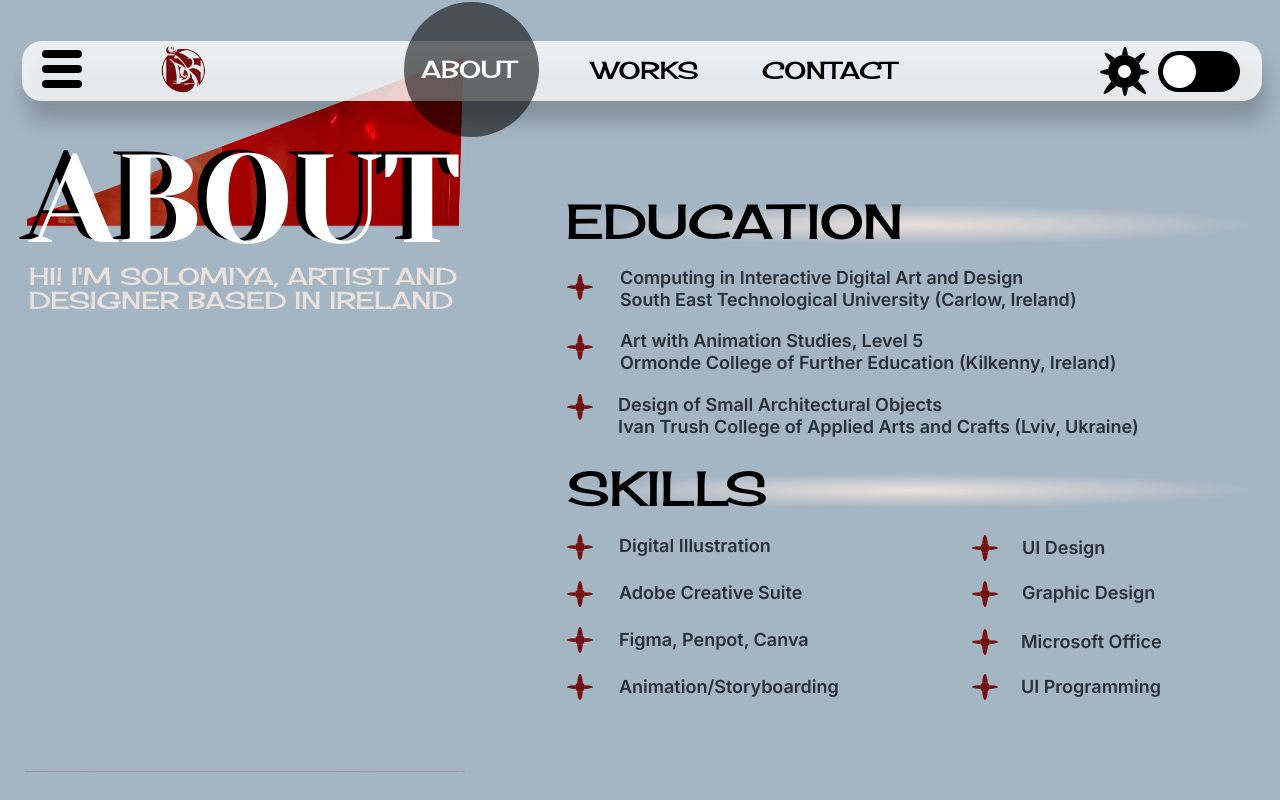 ABOUT
WORKS
CONTACT
ABOUT
HI! I'M SOLOMIYA, ARTIST AND
DESIGNER BASED IN IRELAND
EDUCATION
Computing in Interactive Digital Art and Design
South East Technological University (Carlow, Ireland)
Art with Animation Studies, Level 5
Ormonde College of Further Education (Kilkenny, Ireland)
Design of Small Architectural Objects
Ivan Trush College of Applied Arts and Crafts (Lviv, Ukraine)
SKILLS
Digital Illustration
Adobe Creative Suite
Figma, Penpot, Canva
Animation/Storyboarding
UI Design
Graphic Design
Microsoft Office
UI Programming